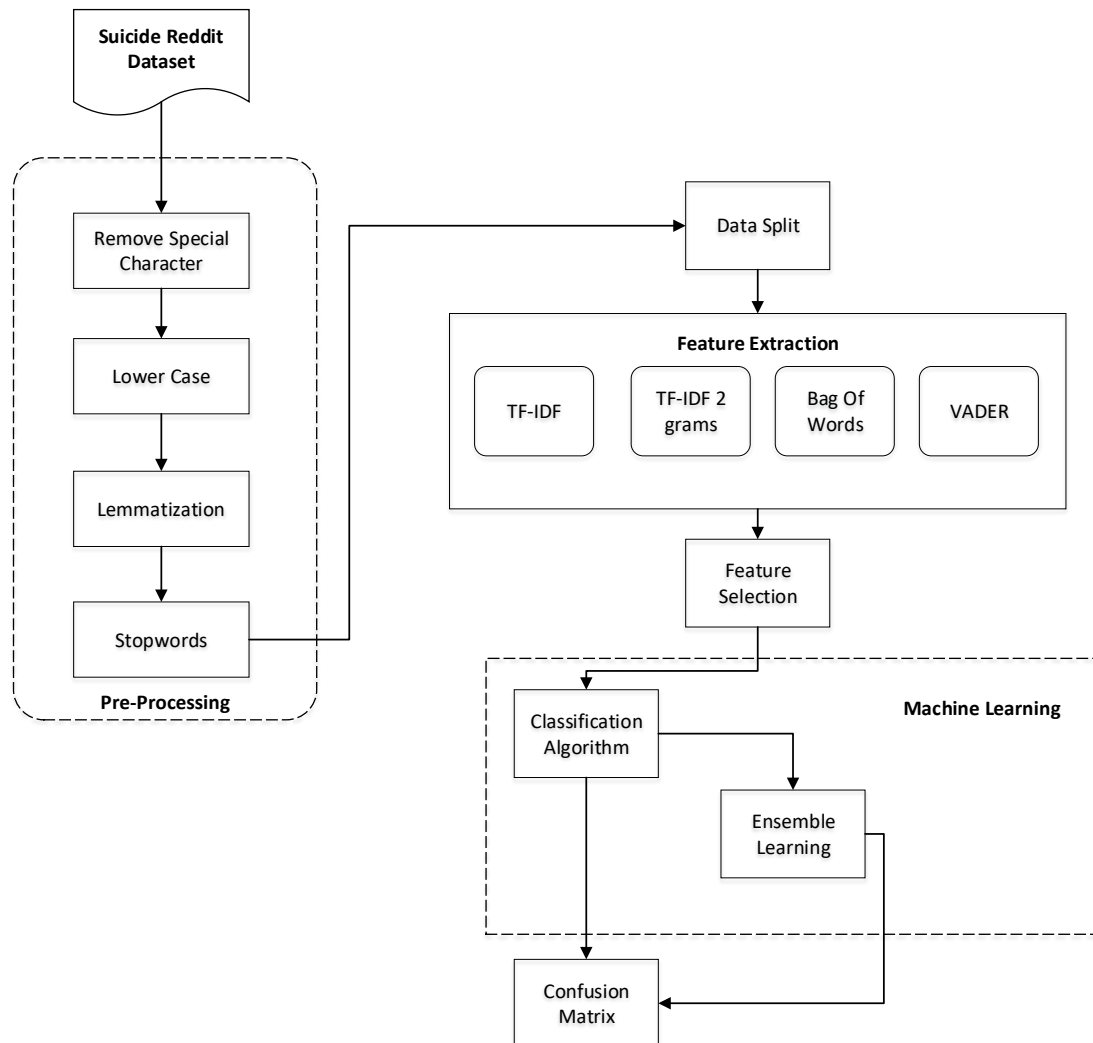 Suicide Reddit
Dataset
Remove Special
Character
Lower Case
Lemmatization
Stopwords
Pre-Processing
Data Split
Feature Extraction
TF-IDF
TF-IDF 2
grams
Bag Of
Words
VADER
Feature
Selection
Machine Learning
Classification
Algorithm
Ensemble
Learning
Confusion
Matrix